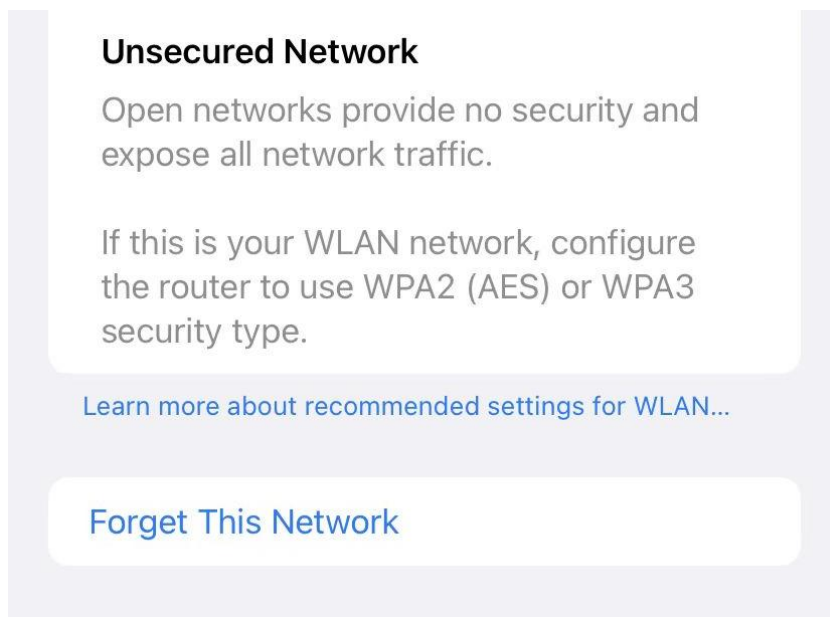 Unsecured Network
Open networks provide no security and
expose all network traffic.
If this is your WLAN network, configure
the router to use WPA2 (AES) or WPA3
security type.
Learn more about recommended settings for WLAN...
Forget This Network